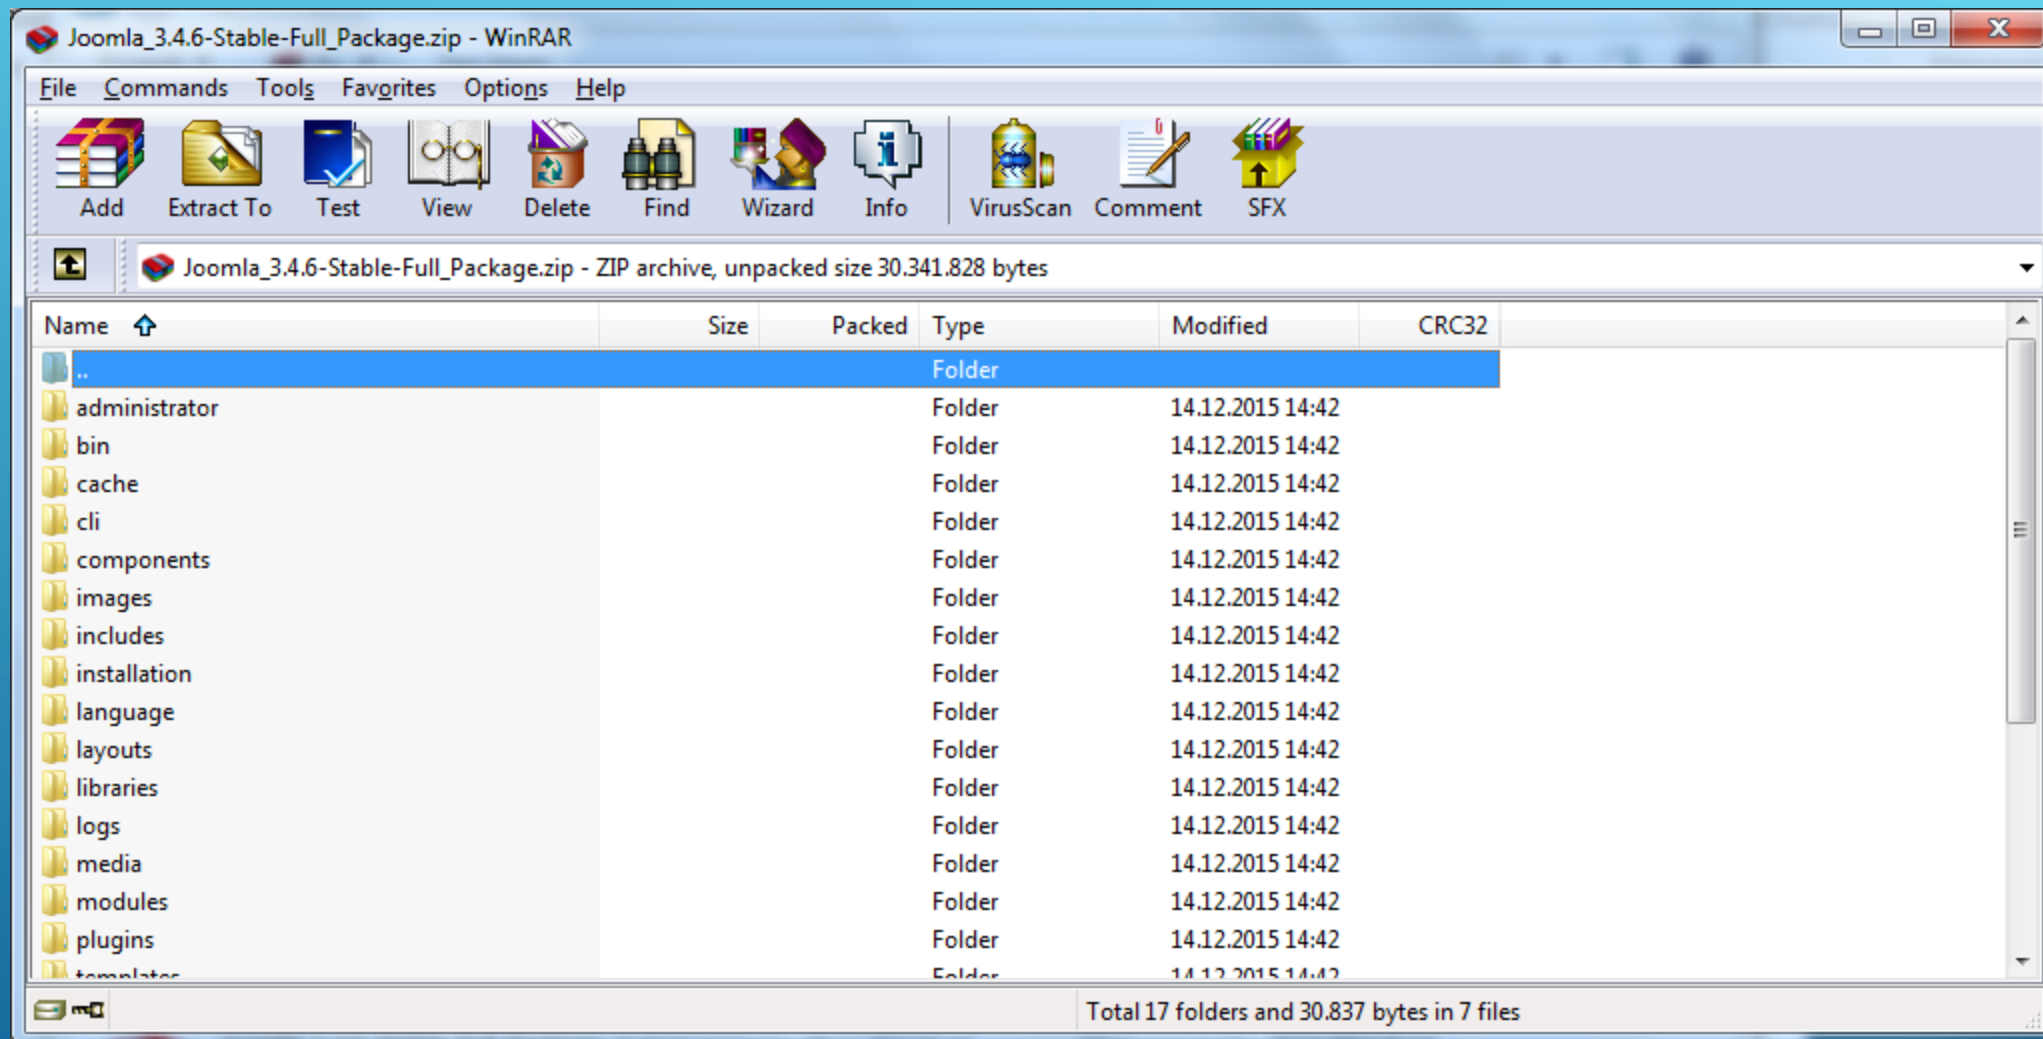 Joomla_3.4.6-Stable-Full_Package.zip - WinRAR
File Commands Tools Favorites Options Help
Add Extract To Test View Delete Find Wizard Info VirusScan Comment SFX
Joomla_3.4.6-Stable-Full_Package.zip - ZIP archive, unpacked size 30.341.828 bytes
Name Size Packed Type Modified CRC32
.. Folder
administrator Folder 14.12.2015 14:42
bin Folder 14.12.2015 14:42
cache Folder 14.12.2015 14:42
cli Folder 14.12.2015 14:42
components Folder 14.12.2015 14:42
images Folder 14.12.2015 14:42
includes Folder 14.12.2015 14:42
installation Folder 14.12.2015 14:42
language Folder 14.12.2015 14:42
layouts Folder 14.12.2015 14:42
libraries Folder 14.12.2015 14:42
logs Folder 14.12.2015 14:42
media Folder 14.12.2015 14:42
modules Folder 14.12.2015 14:42
plugins Folder 14.12.2015 14:42
templates Folder 14.12.2015 14:42
Total 17 folders and 30.837 bytes in 7 files